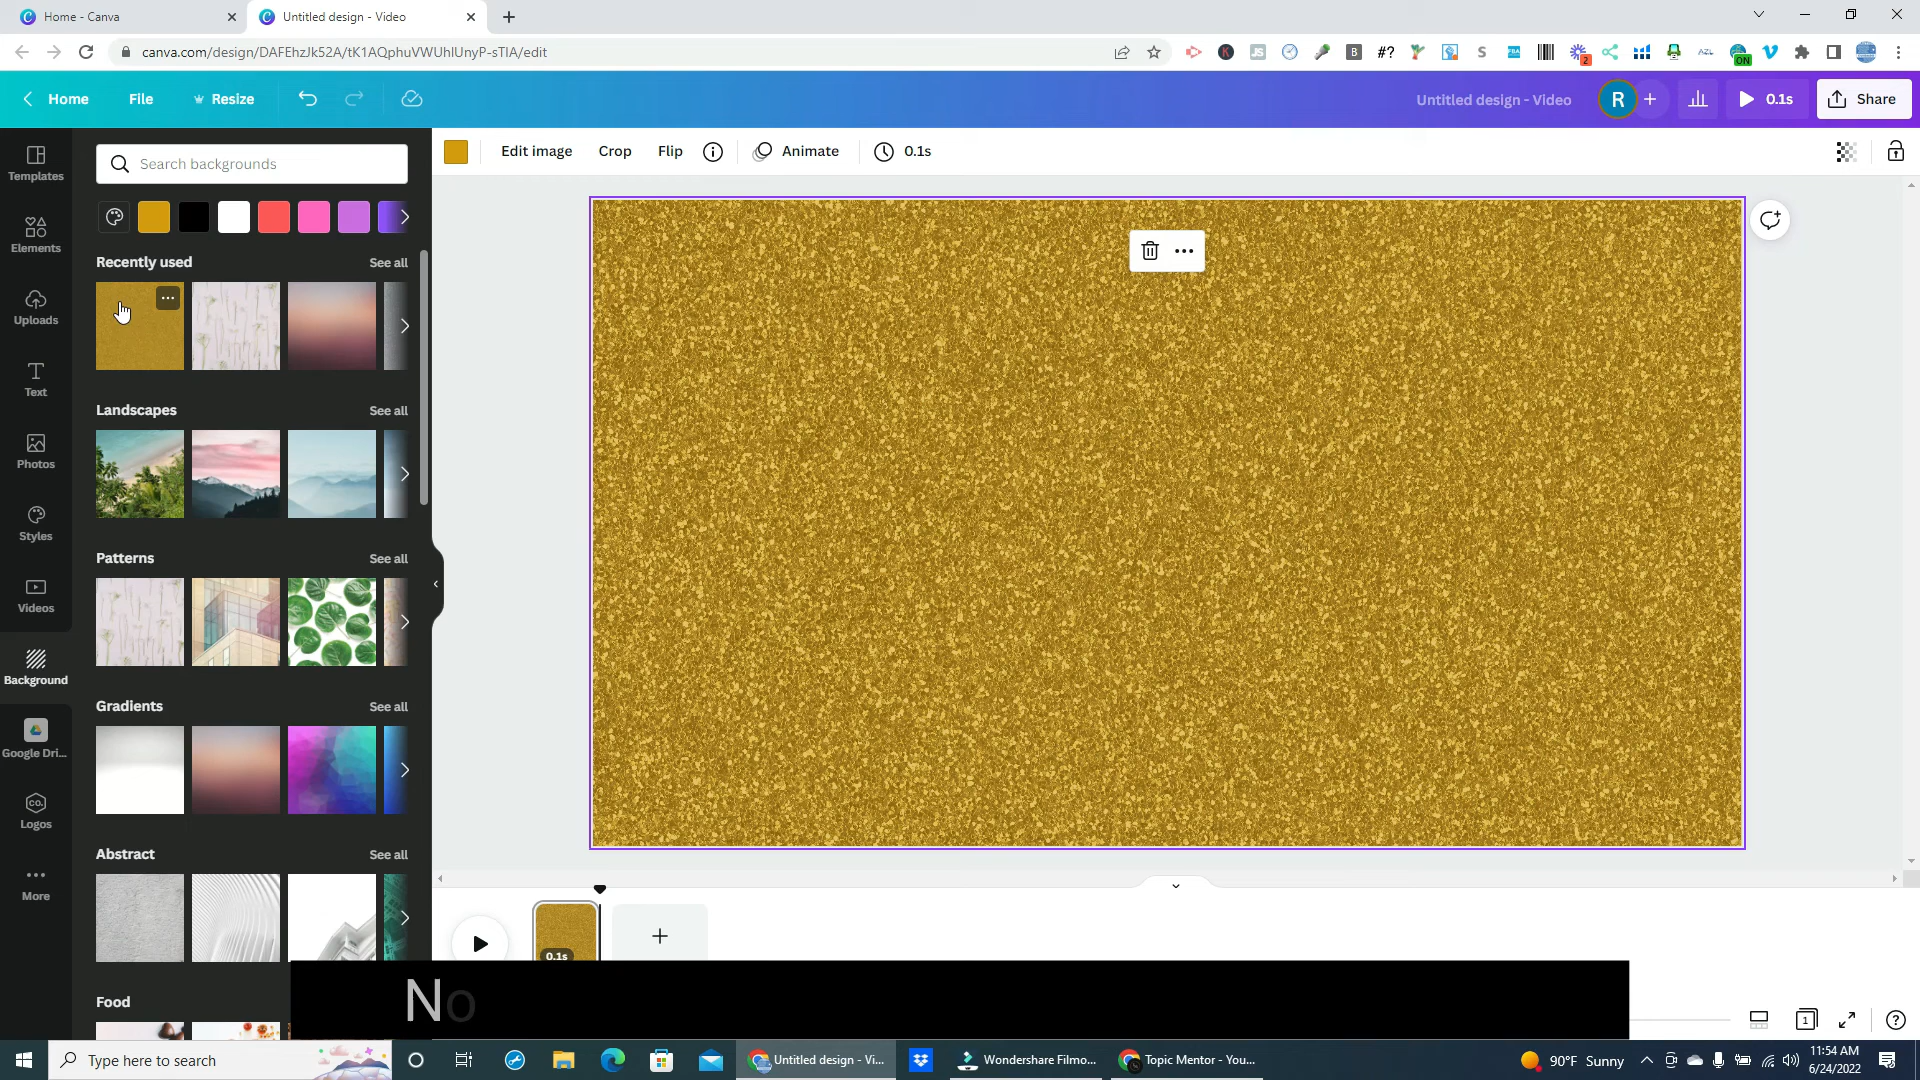 Home - Canva
Untitled design - Video
canva.com/design/DAFEhzJk52A/tK1AQphuVWUhlUnyP-sTIA/edit
Home
File
Resize
Untitled design - Video
R
0.1s
Share
Templates
Elements
Uploads
Text
Photos
Styles
Videos
Background
Google Dri...
Logos
More
Search backgrounds
Recently used
See all
Landscapes
See all
Patterns
See all
Gradients
See all
Abstract
See all
Food
Edit image
Crop
Flip
Animate
0.1s
0.1s
No
1
Type here to search
Untitled design - Vi...
Wondershare Filmo...
Topic Mentor - You...
90°F Sunny
11:54 AM
6/24/2022